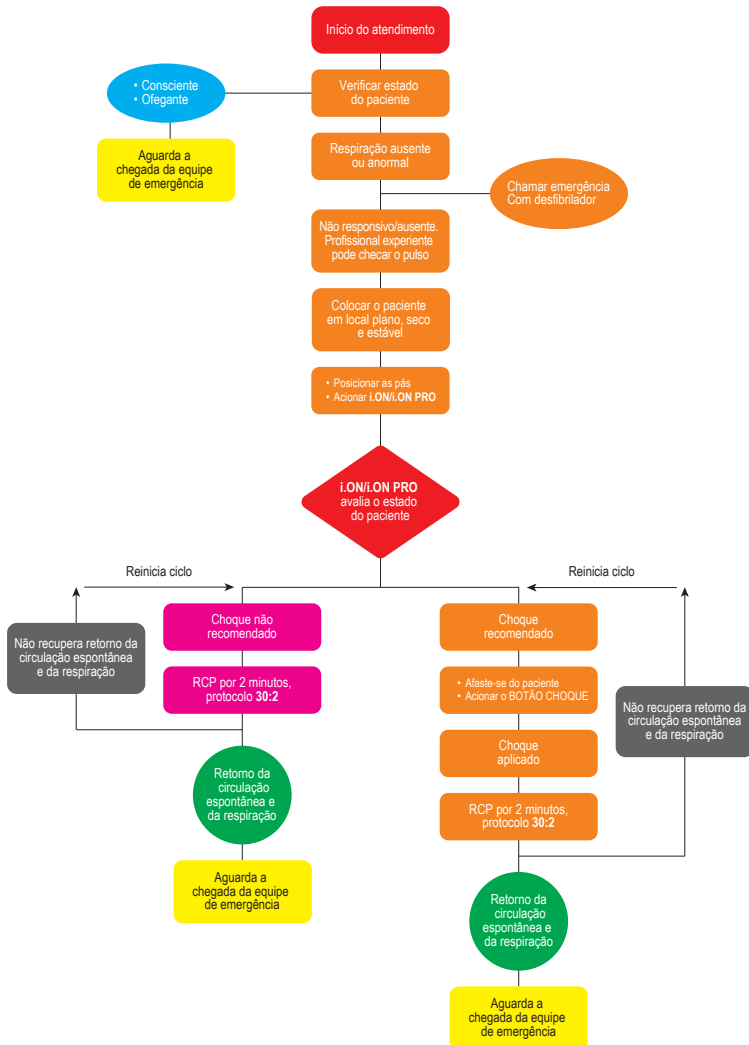 Início do atendimento
• Consciente
• Ofegante
Verificar estado
do paciente
Aguarda a
chegada da equipe
de emergência
Respiração ausente
ou anormal
Chamar emergência
Com desfibrilador
Não responsivo/ausente.
Profissional experiente
pode checar o pulso
Colocar o paciente
em local plano, seco
e estável
• Posicionar as pás
• Acionar i.ON/i.ON PRO
i.ON/i.ON PRO
avalia o estado
do paciente
Reinicia ciclo
Reinicia ciclo
Não recupera retorno da
circulação espontânea
e da respiração
Choque não
recomendado
RCP por 2 minutos,
protocolo 30:2
Retorno da
circulação
espontânea e
da respiração
Aguarda a
chegada da equipe
de emergência
Choque
recomendado
• Afaste-se do paciente
• Acionar o BOTÃO CHOQUE
Choque
aplicado
RCP por 2 minutos,
protocolo 30:2
Não recupera retorno da
circulação espontânea
e da respiração
Retorno da
circulação
espontânea e
da respiração
Aguarda a
chegada da equipe
de emergência